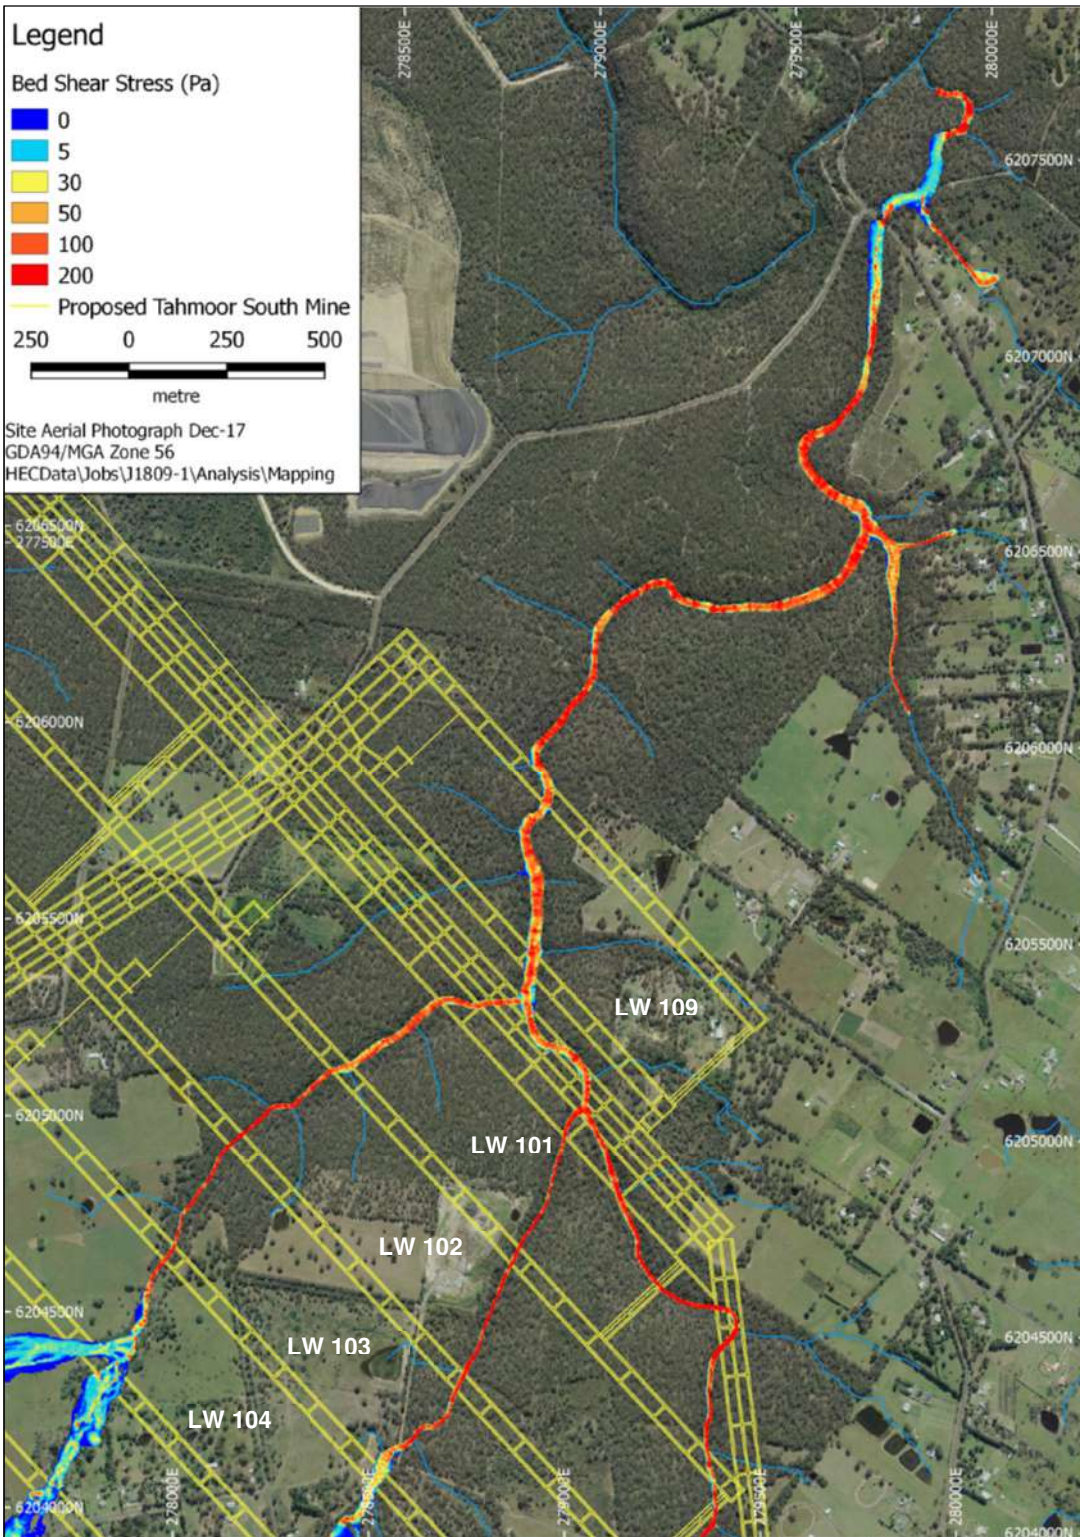 Legend
Bed Shear Stress (Pa)
0
5
30
50
100
200
Proposed Tahmoor South Mine
250 0 250 500
metre
Site Aerial Photograph Dec-17
GDA94/MGA Zone 56
HECData\Jobs\J1809-1\Analysis\Mapping
278500E
279000E
279500E
280000E
6207500N
6207000N
6206500N
277500E
6206500N
6206000N
6206000N
6205500N
6205500N
LW 109
6205000N
6205000N
LW 101
LW 102
6204500N
6204500N
LW 103
LW 104
278000E
278500E
279000E
279500E
280000E
6204000N
6204000N